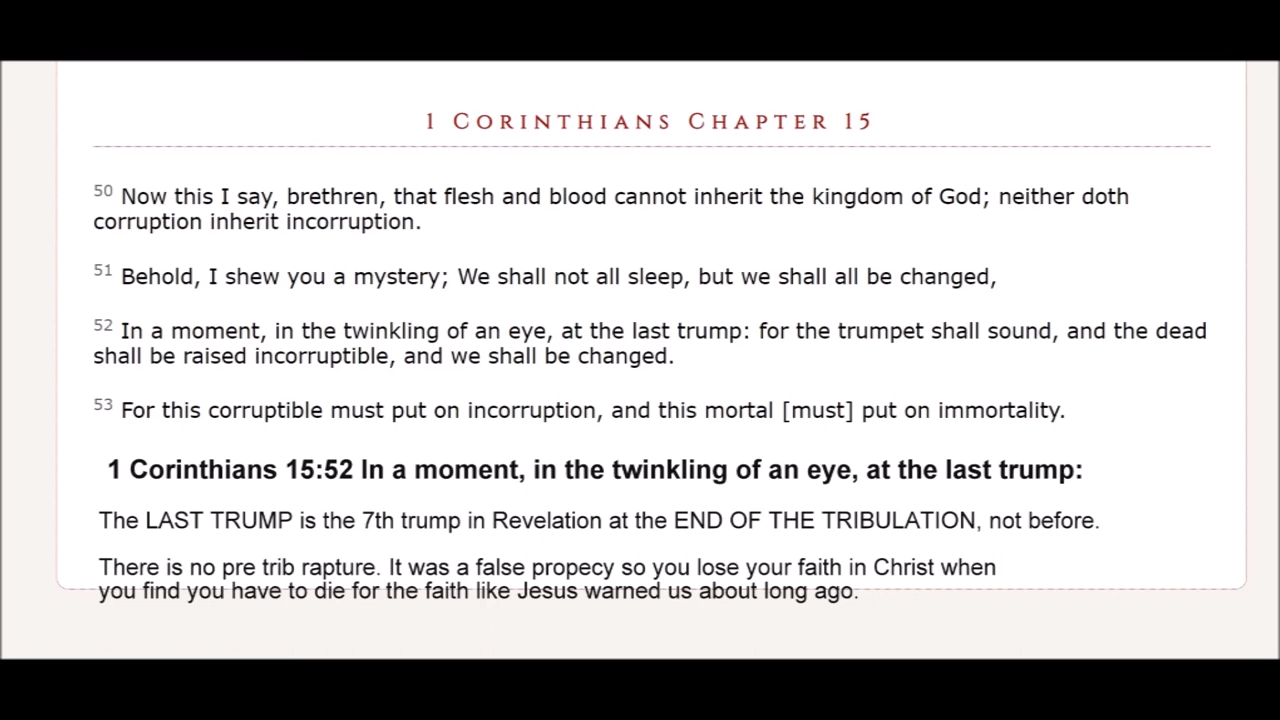 1 Corinthians Chapter 15
50 Now this I say, brethren, that flesh and blood cannot inherit the kingdom of God; neither doth
corruption inherit incorruption.
51 Behold, I shew you a mystery; We shall not all sleep, but we shall all be changed,
52 In a moment, in the twinkling of an eye, at the last trump: for the trumpet shall sound, and the dead
shall be raised incorruptible, and we shall be changed.
53 For this corruptible must put on incorruption, and this mortal [must] put on immortality.
1 Corinthians 15:52 In a moment, in the twinkling of an eye, at the last trump:
The LAST TRUMP is the 7th trump in Revelation at the END OF THE TRIBULATION, not before.
There is no pre trib rapture. It was a false propecy so you lose your faith in Christ when
you find you have to die for the faith like Jesus warned us about long ago.